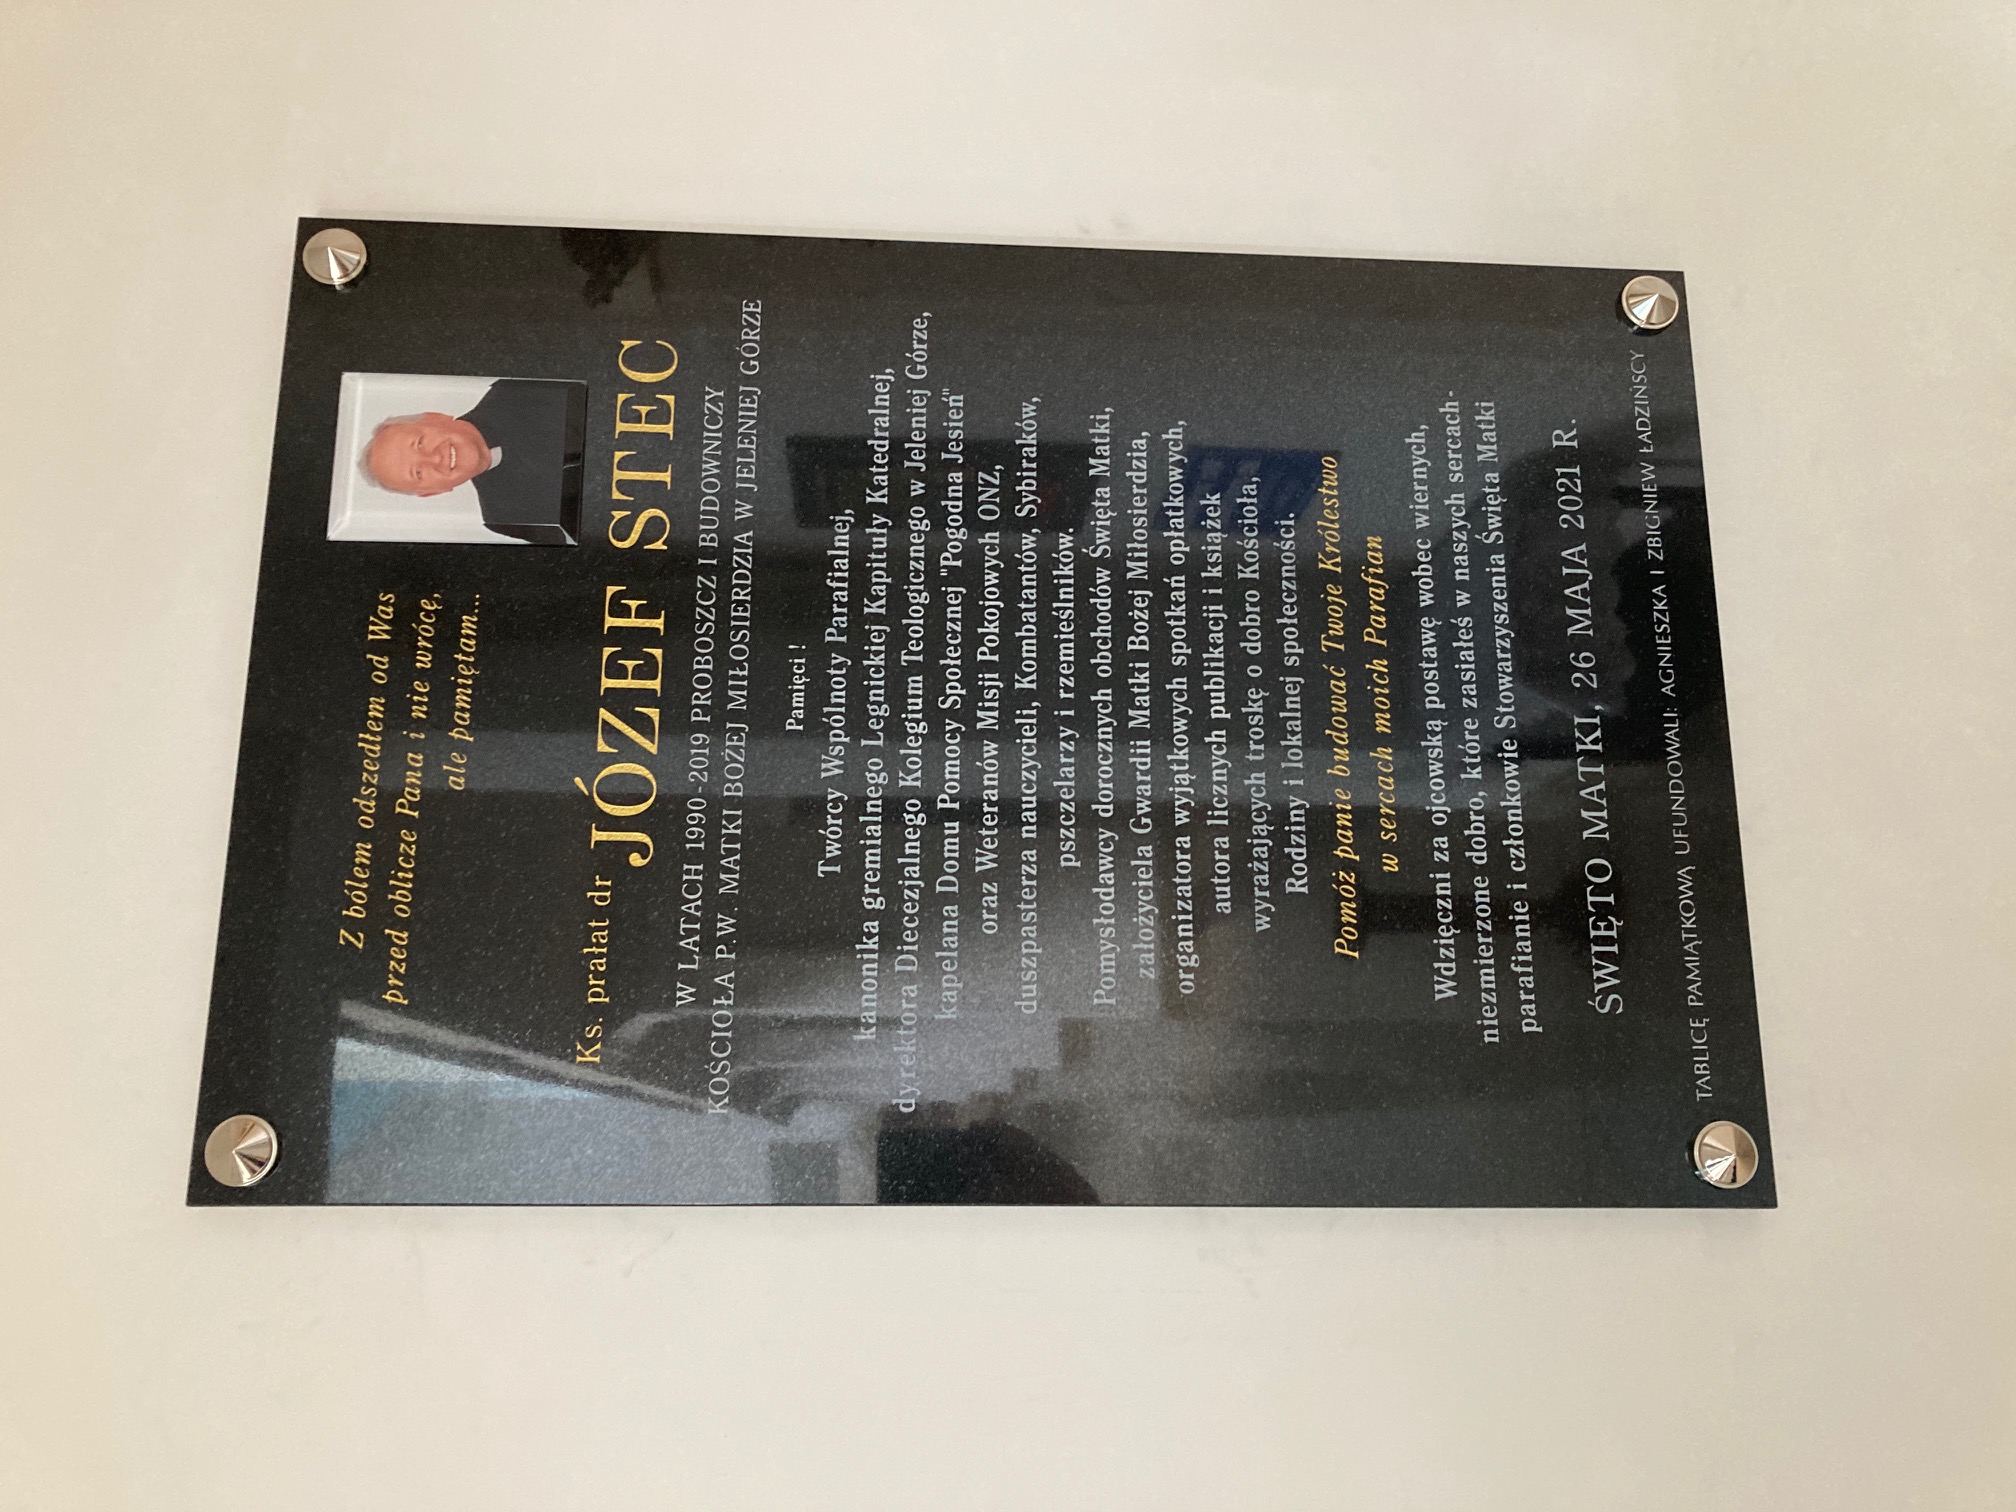 Z bólem odszedłem od Was
przed oblicze Pana i nie wrócę,
ale pamiętam...
Ks. prałat dr JÓZEF STEC
W LATACH 1990-2019 PROBOSZCZ I BUDOWNICZY
KOŚCIOŁA P.W. MATKI BOŻEJ MIŁOSIERDZIA W JELENIEJ GÓRZE
Pamięci !
Twórcy Wspólnoty Parafialnej,
kanonika gremialnego Legnickiej Kapituły Katedralnej,
dyrektora Diecezjalnego Kolegium Teologicznego w Jeleniej Górze,
kapelana Domu Pomocy Społecznej "Pogodna Jesień"
oraz Weteranów Misji Pokojowych ONZ,
duszpasterza nauczycieli, Kombatantów, Sybiraków,
pszczelarzy i rzemieślników.
Pomysłodawcy dorocznych obchodów Święta Matki,
założyciela Gwardii Matki Bożej Miłosierdzia,
organizatora wyjątkowych spotkań opłatkowych,
autora licznych publikacji i książek
wyrażających troskę o dobro Kościoła,
Rodziny i lokalnej społeczności.
Pomóż panie budować Twoje Królestwo
w sercach moich Parafian
Wdzięczni za ojcowską postawę wobec wiernych,
niezmierzone dobro, które zasiałeś w naszych sercach-
parafianie i członkowie Stowarzyszenia Święta Matki
ŚWIĘTO MATKI, 26 MAJA 2021 R.
TABLICĘ PAMIĄTKOWĄ UFUNDOWALI: AGNIESZKA I ZBIGNIEW ŁADZIŃSCY